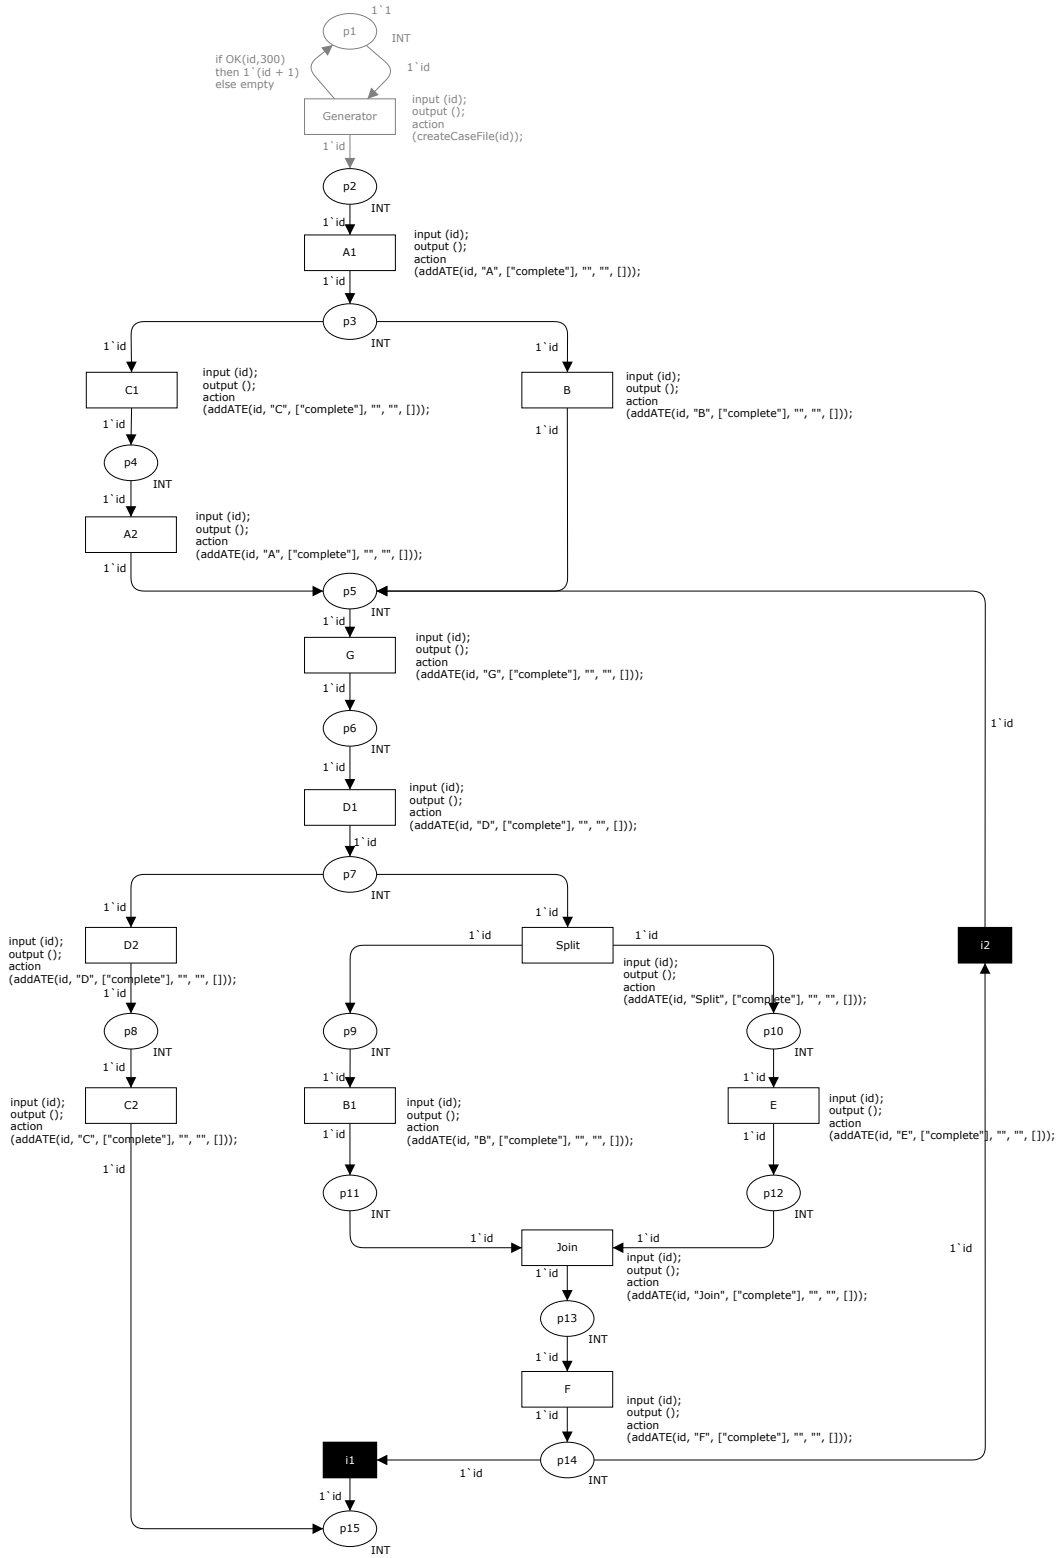 1`1
p1
INT
if OK(id,300)
then 1`(id + 1)
else empty
1`id
input (id);
output ();
action
(createCaseFile(id));
Generator
1`id
p2
INT
1`id
input (id);
output ();
action
(addATE(id, "A", ["complete"], "", "", []));
A1
1`id
p3
INT
1`id
1`id
C1
input (id);
output ();
action
(addATE(id, "C", ["complete"], "", "", []));
B
input (id);
output ();
action
(addATE(id, "B", ["complete"], "", "", []));
1`id
1`id
p4
INT
1`id
A2
input (id);
output ();
action
(addATE(id, "A", ["complete"], "", "", []));
1`id
p5
INT
1`id
G
input (id);
output ();
action
(addATE(id, "G", ["complete"], "", "", []));
1`id
p6
INT
1`id
1`id
D1
input (id);
output ();
action
(addATE(id, "D", ["complete"], "", "", []));
1`id
p7
INT
1`id
1`id
input (id);
output ();
action
(addATE(id, "D", ["complete"], "", "", []));
D2
1`id
Split
1`id
input (id);
output ();
action
(addATE(id, "Split", ["complete"], "", "", []));
i2
1`id
p8
INT
p9
INT
p10
INT
1`id
1`id
1`id
input (id);
output ();
action
(addATE(id, "C", ["complete"], "", "", []));
C2
B1
input (id);
output ();
action
(addATE(id, "B", ["complete"], "", "", []));
E
input (id);
output ();
action
(addATE(id, "E", ["complete"], "", "", []));
1`id
1`id
1`id
p11
INT
p12
INT
1`id
Join
1`id
1`id
input (id);
output ();
action
(addATE(id, "Join", ["complete"], "", "", []));
1`id
p13
INT
1`id
F
input (id);
output ();
action
(addATE(id, "F", ["complete"], "", "", []));
1`id
i1
1`id
p14
INT
1`id
p15
INT